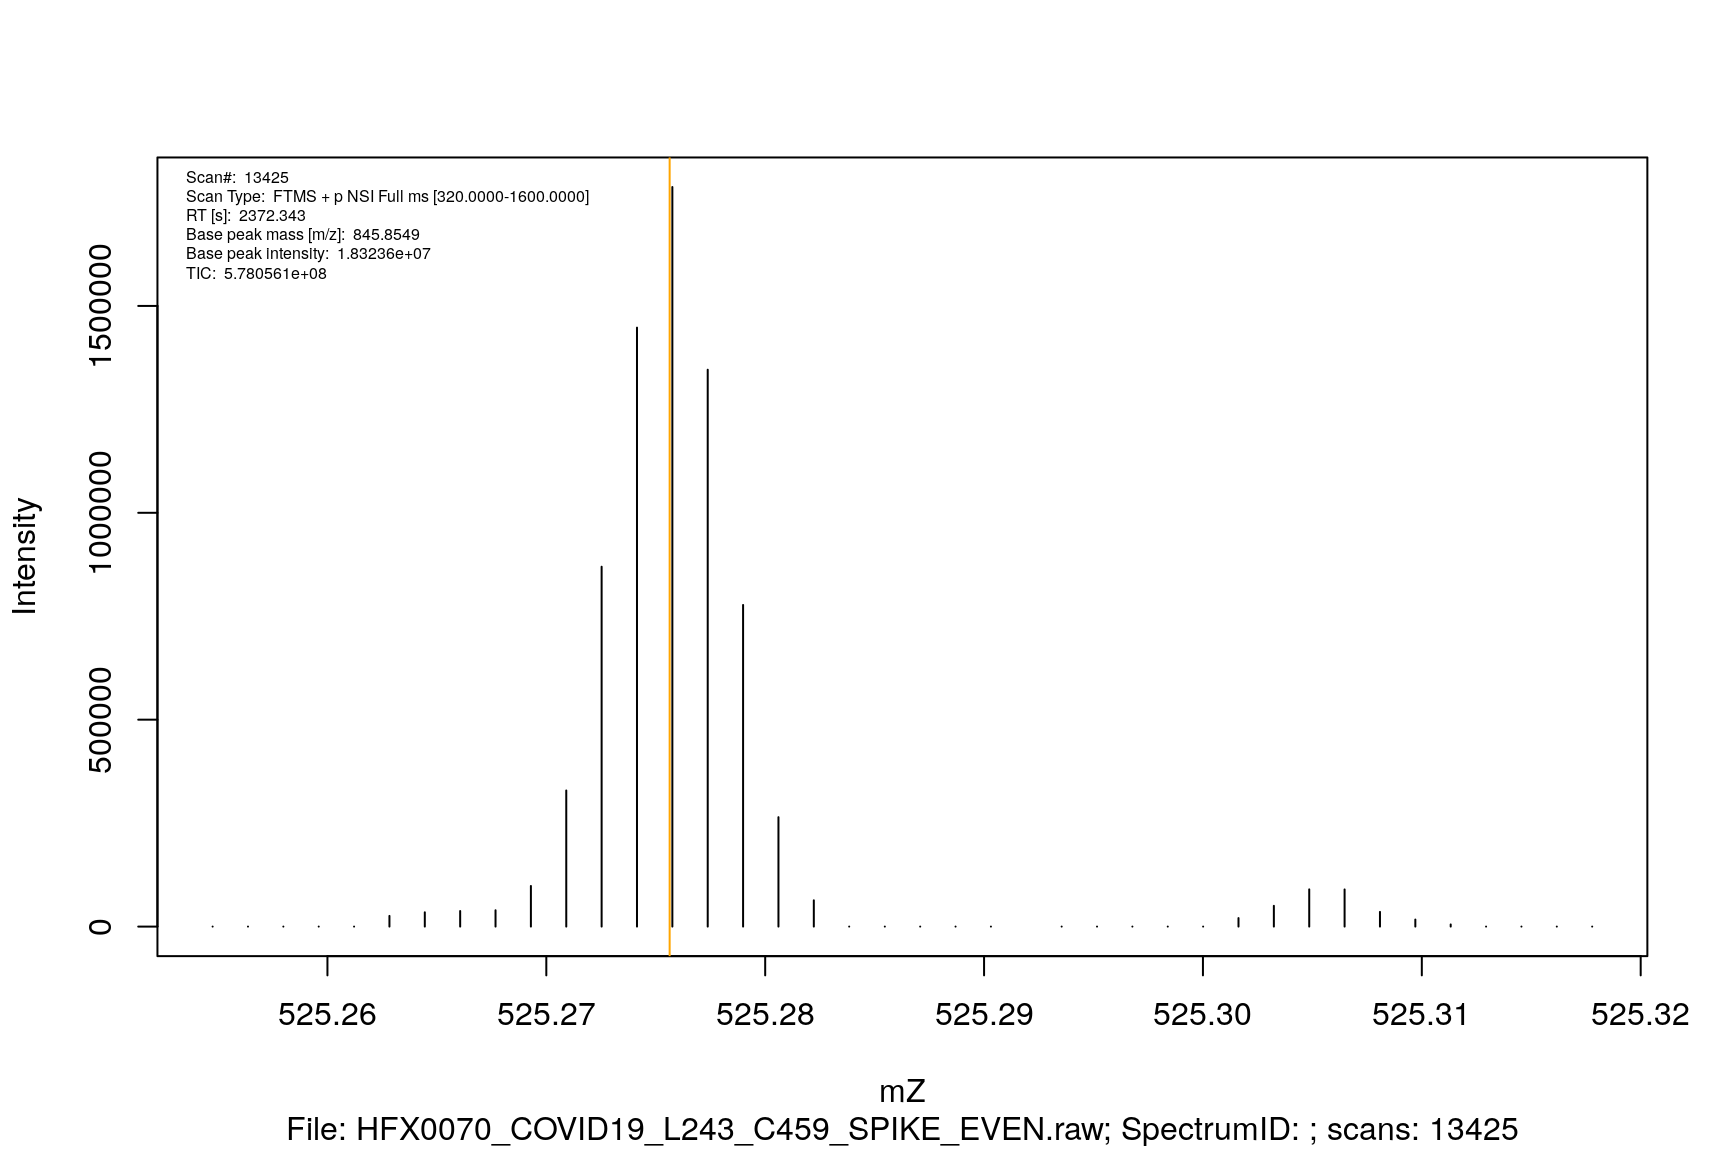 Scan#: 13425
Scan Type: FTMS + p NSI Full ms [320.0000-1600.0000]
RT [s]: 2372.343
Base peak mass [m/z]: 845.8549
Base peak intensity: 1.83236e+07
TIC: 5.780561e+08
1500000
1000000
500000
0
Intensity
525.26 525.27 525.28 525.29 525.30 525.31 525.32
mZ
File: HFX0070_COVID19_L243_C459_SPIKE_EVEN.raw; SpectrumID: ; scans: 13425